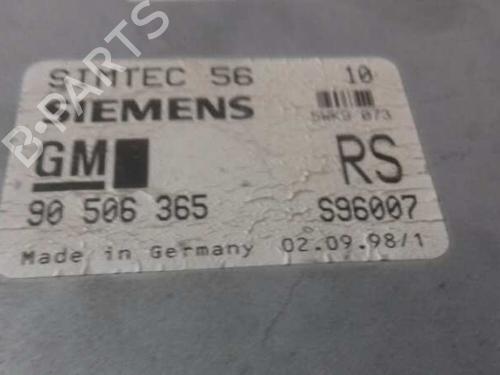 B-PARTS
SIMTEC 56 10
SIEMENS
5WK9 073
GM RS
90 506 365 S96007
Made in Germany 02.09.98/1